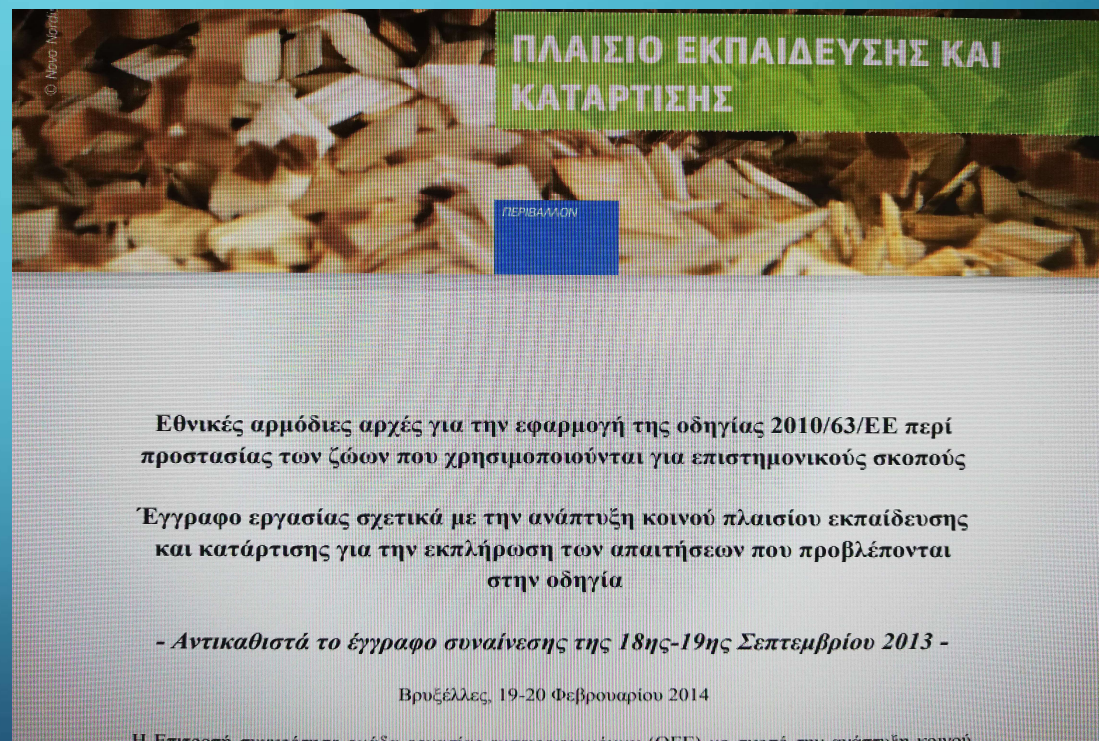 © Novo Nordisk
ΠΛΑΙΣΙΟ ΕΚΠΑΙΔΕΥΣΗΣ ΚΑΙ
ΚΑΤΑΡΤΙΣΗΣ
ΠΕΡΙΒΑΛΛΟΝ
Εθνικές αρμόδιες αρχές για την εφαρμογή της οδηγίας 2010/63/ΕΕ περί
προστασίας των ζώων που χρησιμοποιούνται για επιστημονικούς σκοπούς
Έγγραφο εργασίας σχετικά με την ανάπτυξη κοινού πλαισίου εκπαίδευσης
και κατάρτισης για την εκπλήρωση των απαιτήσεων που προβλέπονται
στην οδηγία
- Αντικαθιστά το έγγραφο συναίνεσης της 18ης-19ης Σεπτεμβρίου 2013 -
Βρυξέλλες, 19-20 Φεβρουαρίου 2014